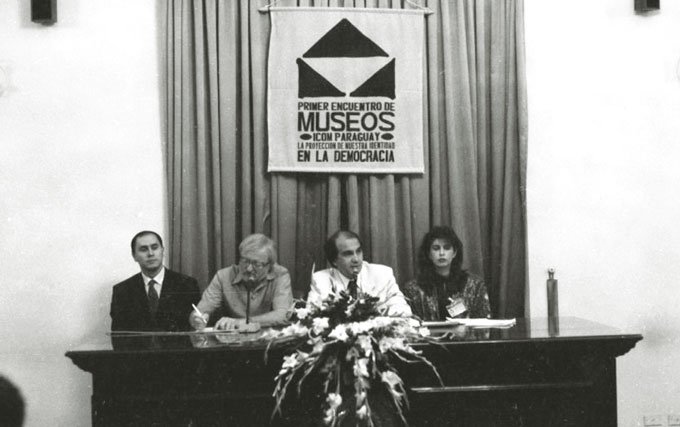 PRIMER ENCUENTRO DE
MUSEOS
ICOM PARAGUAY
LA PROYECCION DE NUESTRA IDENTIDAD
EN LA DEMOCRACIA